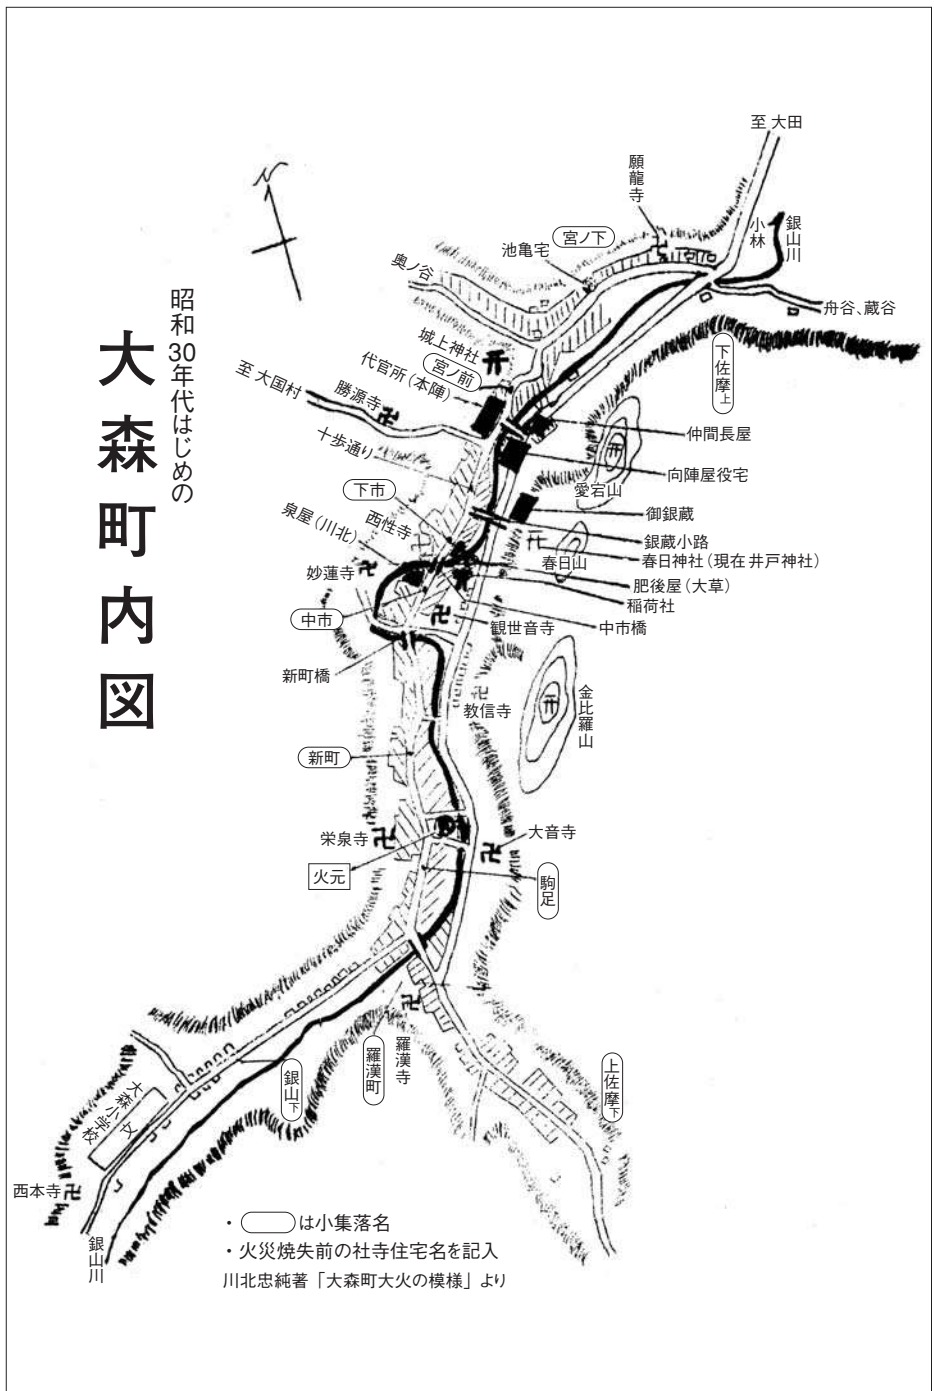 昭和30年代はじめの
大森町内図
N
至 大田
願龍寺
小林
銀山川
宮ノ下
池亀宅
奥ノ谷
舟谷、蔵谷
城上神社
宮ノ前
代官所(本陣)
下佐摩上
至 大国村
勝源寺
仲間長屋
十歩通り
向陣屋役宅
愛宕山
下市
御銀蔵
泉屋(川北)
西性寺
銀蔵小路
春日山
春日神社(現在 井戸神社)
妙蓮寺
肥後屋(大草)
稲荷社
中市
観世音寺
中市橋
新町橋
教信寺
金比羅山
新町
栄泉寺
大音寺
火元
駒足
羅漢寺
羅漢町
銀山下
上佐摩下
大森小学校
西本寺
銀山川
・ は小集落名
・火災焼失前の社寺住宅名を記入
川北忠純著「大森町大火の模様」より